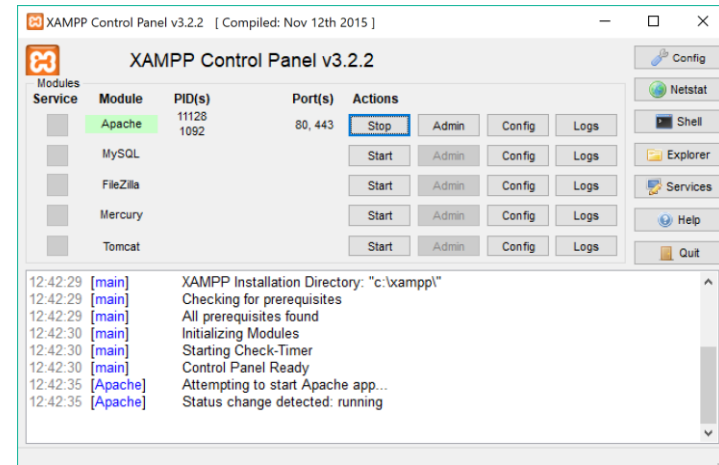 XAMPP Control Panel v3.2.2 [ Compiled: Nov 12th 2015 ]
XAMPP Control Panel v3.2.2
Config
Modules
Service Module PID(s) Port(s) Actions
Netstat
Apache 11128 1092 80, 443 Stop Admin Config Logs
Shell
MySQL Start Admin Config Logs
Explorer
FileZilla Start Admin Config Logs
Services
Mercury Start Admin Config Logs
Help
Tomcat Start Admin Config Logs
Quit
12:42:29 [main] XAMPP Installation Directory: "c:\xampp\"
12:42:29 [main] Checking for prerequisites
12:42:29 [main] All prerequisites found
12:42:30 [main] Initializing Modules
12:42:30 [main] Starting Check-Timer
12:42:30 [main] Control Panel Ready
12:42:35 [Apache] Attempting to start Apache app...
12:42:35 [Apache] Status change detected: running